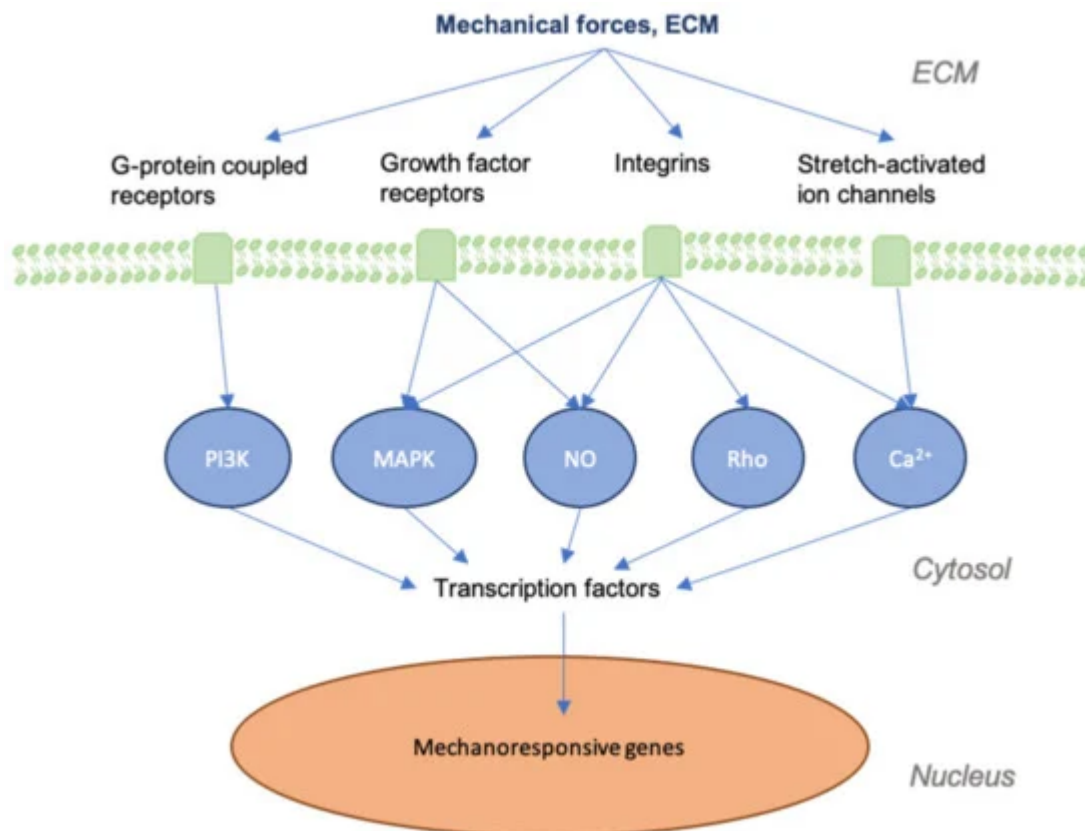 Mechanical forces, ECM
ECM
G-protein coupled
receptors
Growth factor
receptors
Integrins
Stretch-activated
ion channels
PI3K
MAPK
NO
Rho
Ca²⁺
Cytosol
Transcription factors
Mechanoresponsive genes
Nucleus